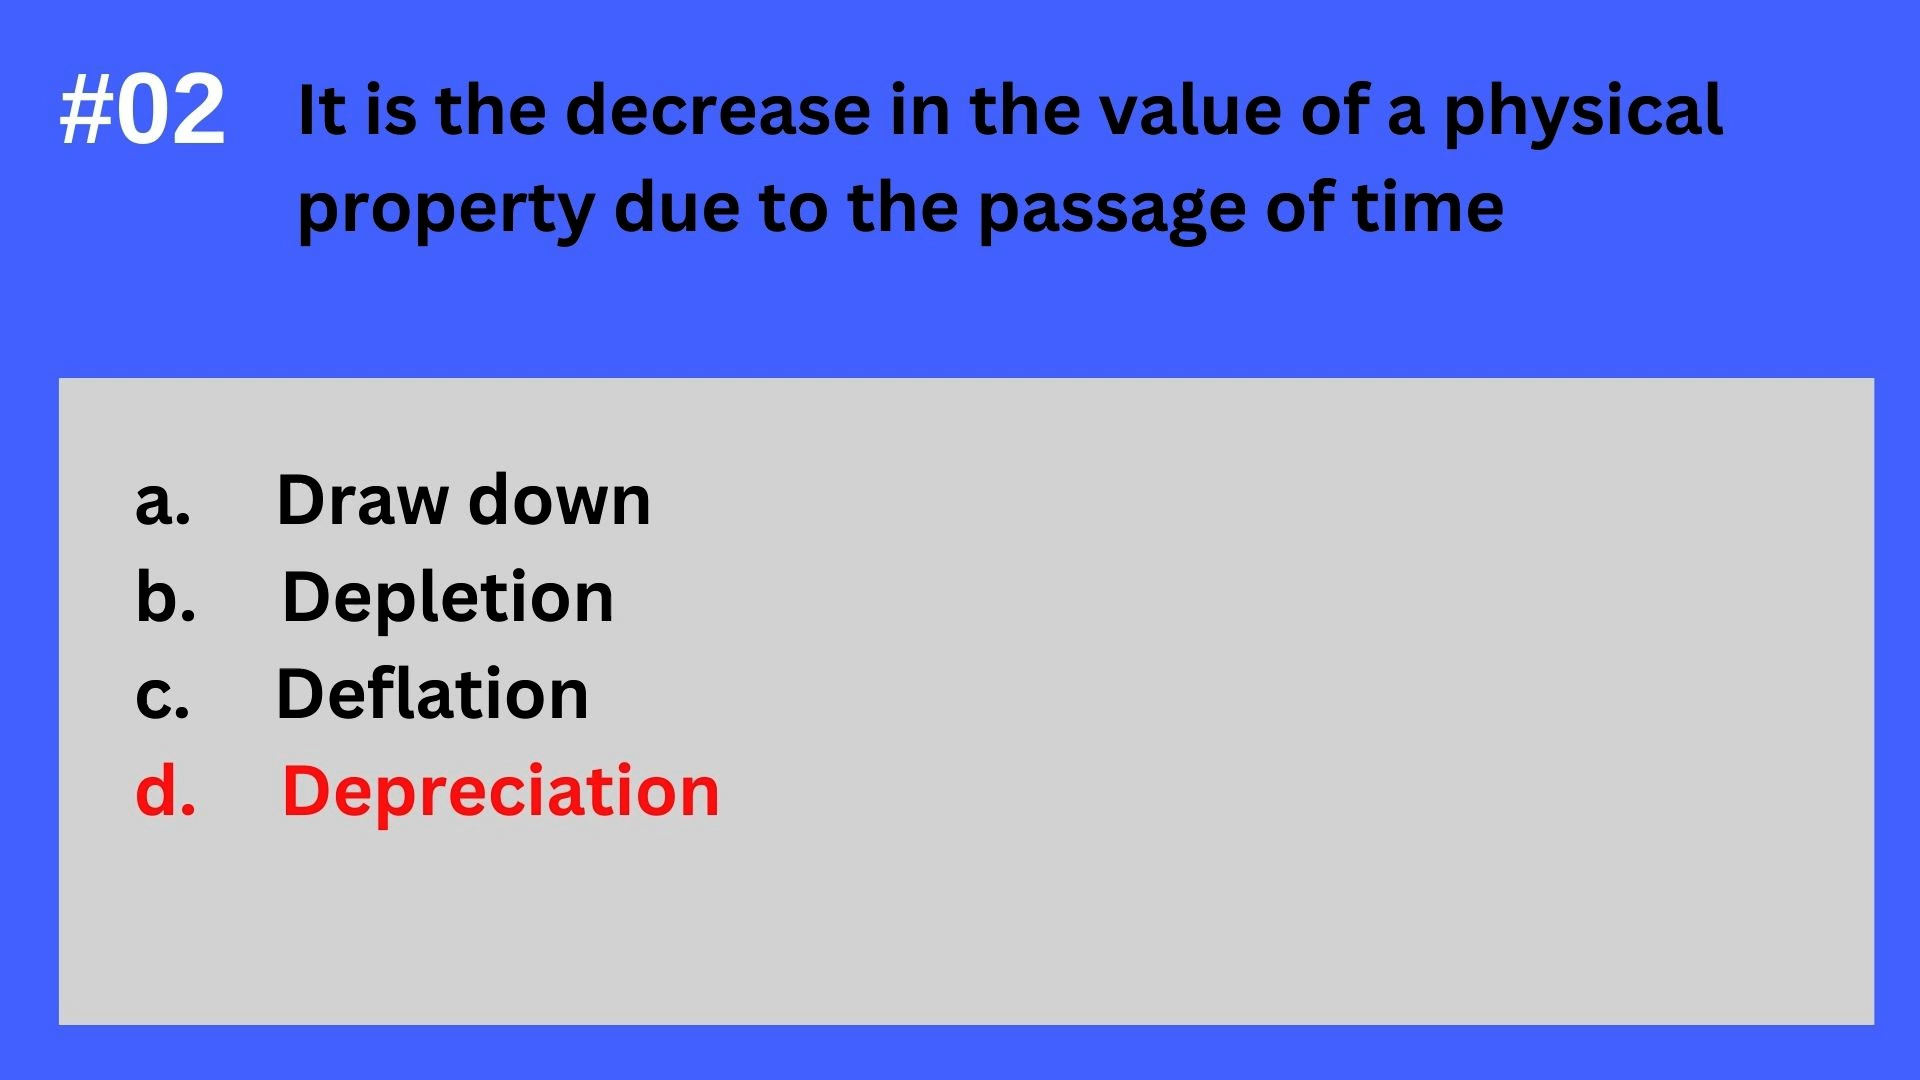 #02 It is the decrease in the value of a physical
property due to the passage of time
a. Draw down
b. Depletion
c. Deflation
d. Depreciation